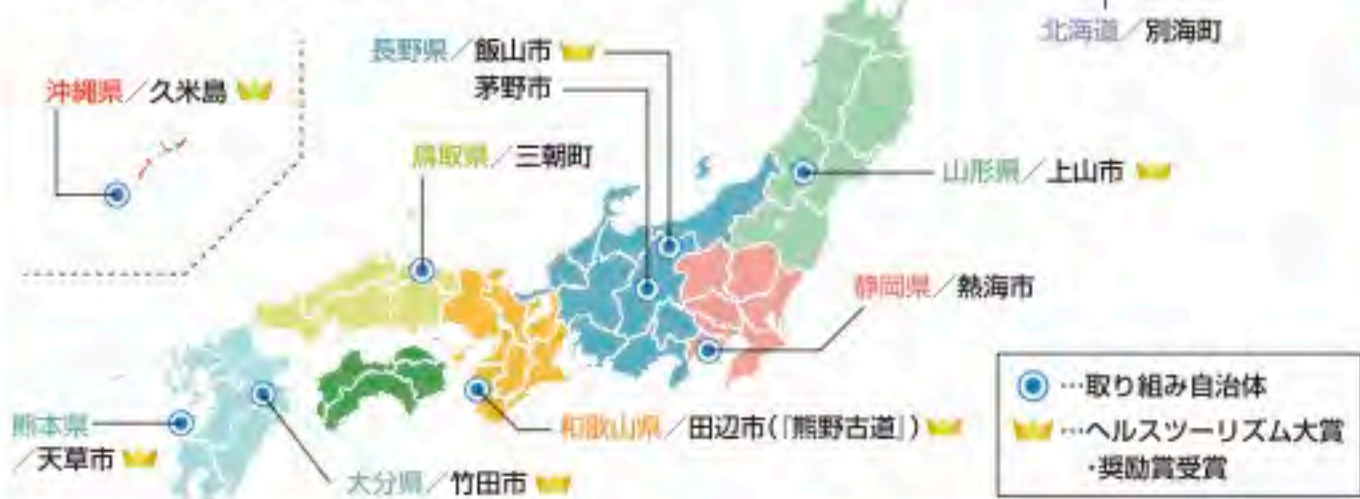 北海道／別海町
長野県／飯山市
茅野市
沖縄県／久米島
鳥取県／三朝町
山形県／上山市
静岡県／熱海市
和歌山県／田辺市(『熊野古道』)
熊本県
／天草市
大分県／竹田市
…取り組み自治体
…ヘルスツーリズム大賞
・奨励賞受賞